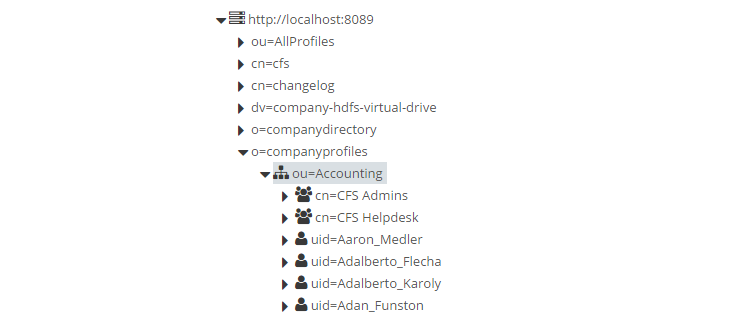 http://localhost:8089
ou=AllProfiles
cn=cfs
cn=changelog
dv=company-hdfs-virtual-drive
o=companydirectory
o=companyprofiles
ou=Accounting
cn=CFS Admins
cn=CFS Helpdesk
uid=Aaron_Medler
uid=Adalberto_Flecha
uid=Adalberto_Karoly
uid=Adan_Funston